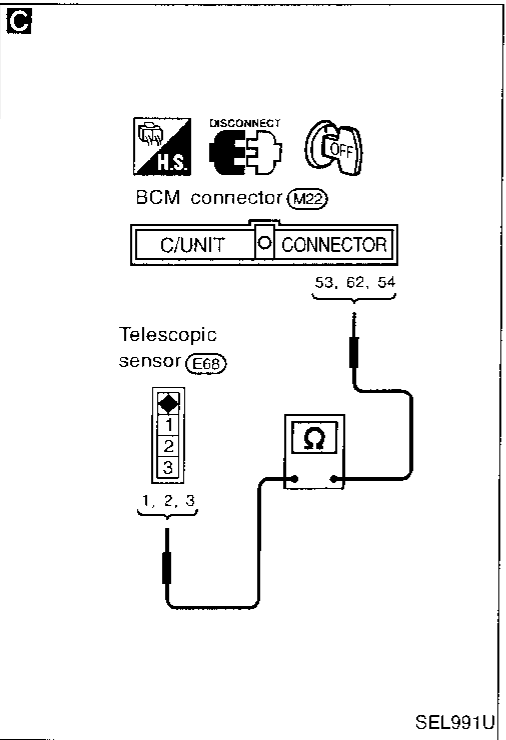 C
DISCONNECT
H.S.
OFF
BCM connector M22
C/UNIT CONNECTOR
53, 62, 54
Telescopic
sensor E68
Ω
1
2
3
1, 2, 3
SEL991U